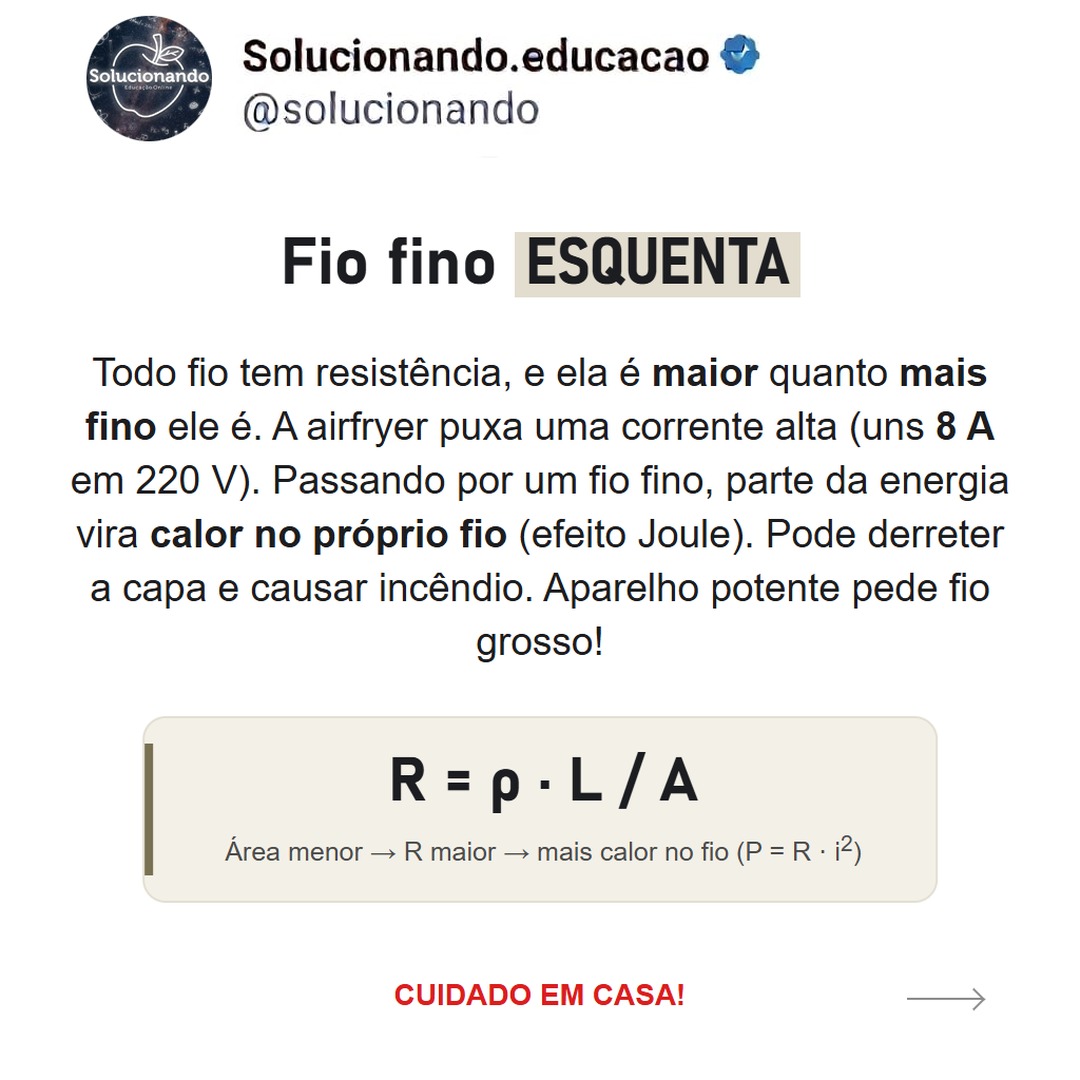 Solucionando
Educação Online
Solucionando.educacao
@solucionando
Fio fino ESQUENTA
Todo fio tem resistência, e ela é maior quanto mais
fino ele é. A airfryer puxa uma corrente alta (uns 8 A
em 220 V). Passando por um fio fino, parte da energia
vira calor no próprio fio (efeito Joule). Pode derreter
a capa e causar incêndio. Aparelho potente pede fio
grosso!
R = ρ · L / A
Área menor → R maior → mais calor no fio (P = R · i²)
CUIDADO EM CASA!